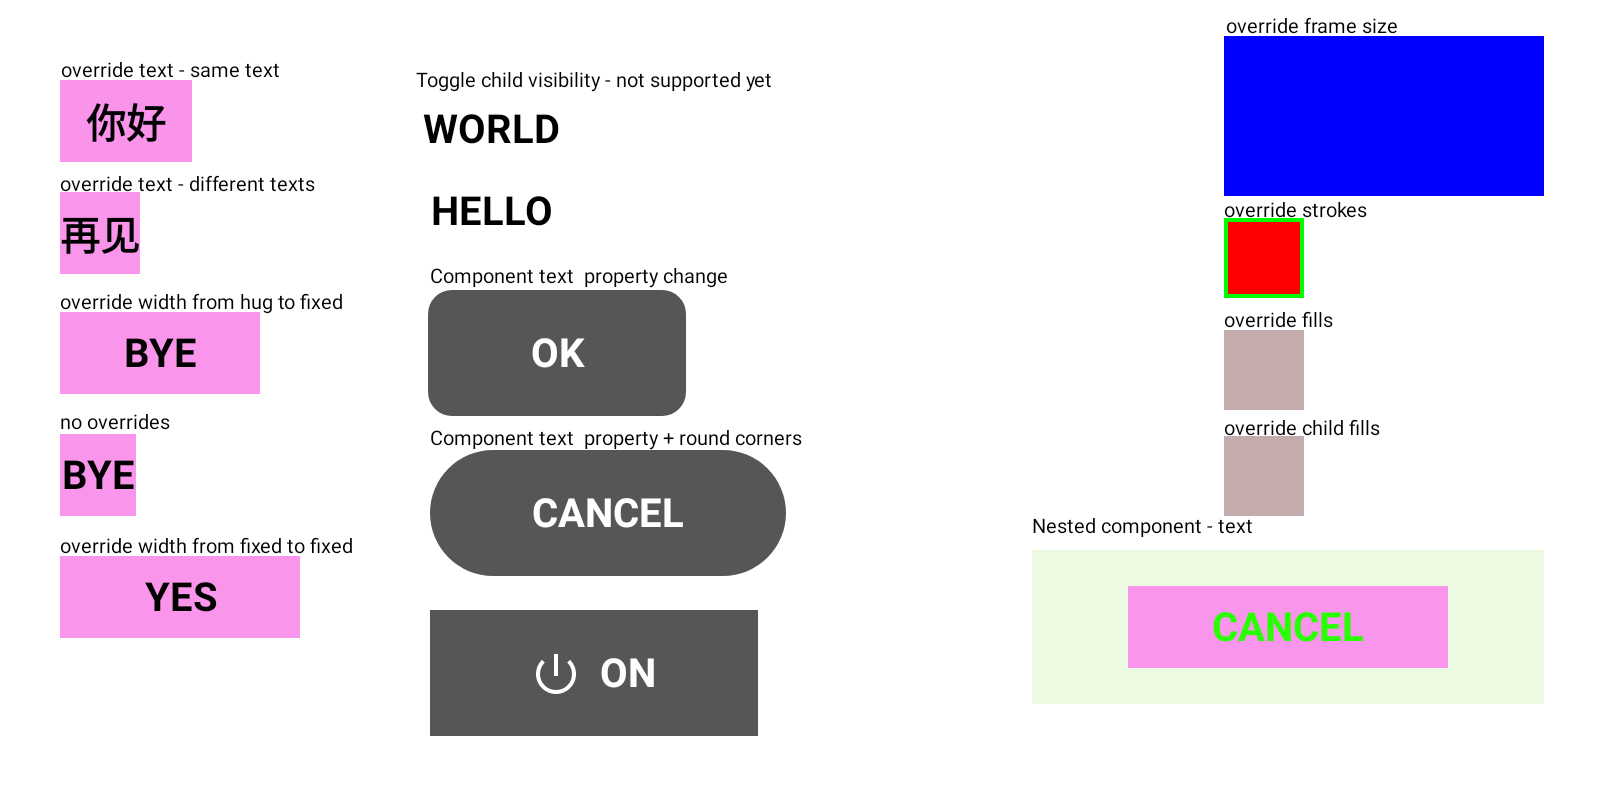 override text - same text
你好
override text - different texts
再见
override width from hug to fixed
BYE
no overrides
BYE
override width from fixed to fixed
YES
Toggle child visibility - not supported yet
WORLD
HELLO
Component text  property change
OK
Component text  property + round corners
CANCEL
ON
override frame size
override strokes
override fills
override child fills
Nested component - text
CANCEL